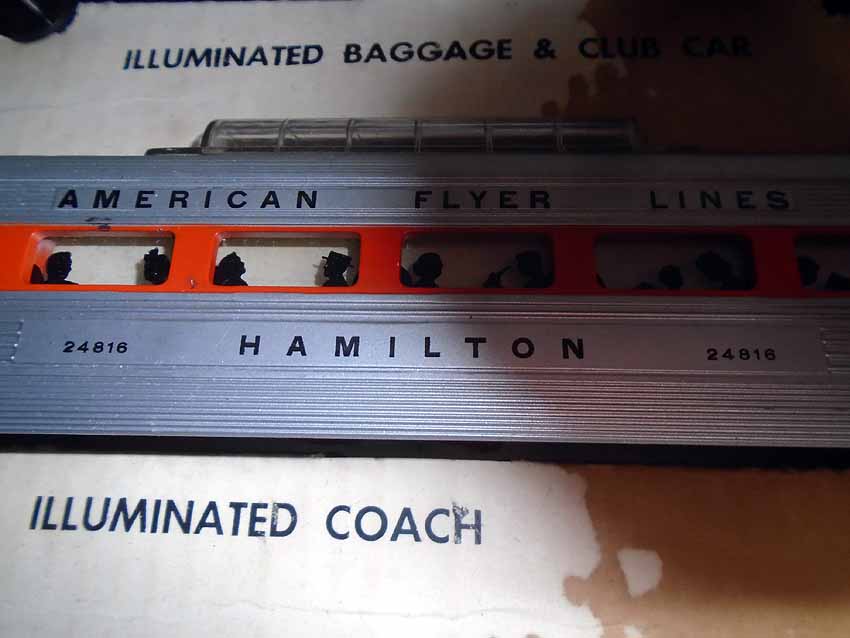 ILLUMINATED BAGGAGE & CLUB CAR
AMERICAN FLYER LINES
24816 HAMILTON 24816
ILLUMINATED COACH